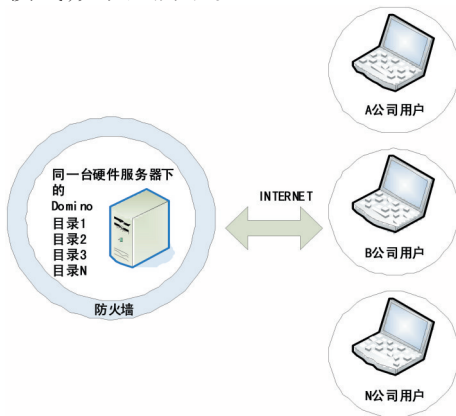 同一台硬件服务器下
的
Domino
目录1
目录2
目录3
目录N
防火墙
INTERNET
A公司用户
B公司用户
N公司用户